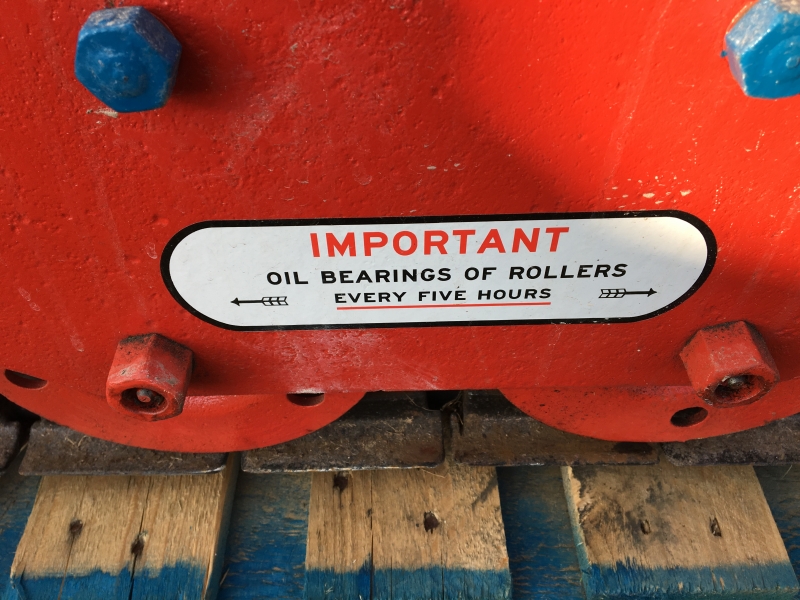 IMPORTANT
OIL BEARINGS OF ROLLERS
EVERY FIVE HOURS